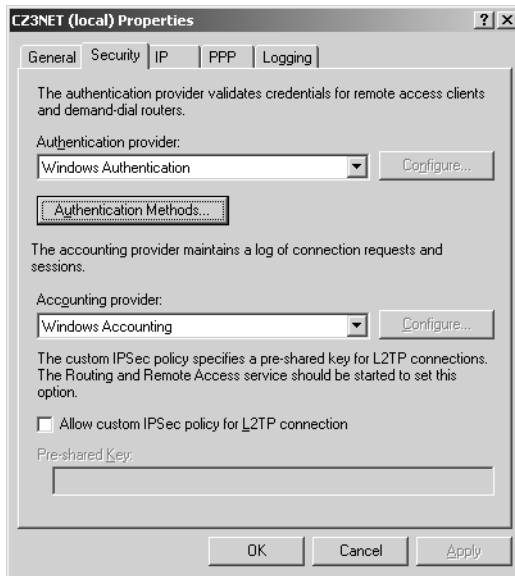 CZ3NET (local) Properties
General Security IP PPP Logging
The authentication provider validates credentials for remote access clients
and demand-dial routers.
Authentication provider:
Windows Authentication Configure...
Authentication Methods...
The accounting provider maintains a log of connection requests and
sessions.
Accounting provider:
Windows Accounting Configure...
The custom IPSec policy specifies a pre-shared key for L2TP connections.
The Routing and Remote Access service should be started to set this
option.
Allow custom IPSec policy for L2TP connection
Pre-shared Key:
OK Cancel Apply